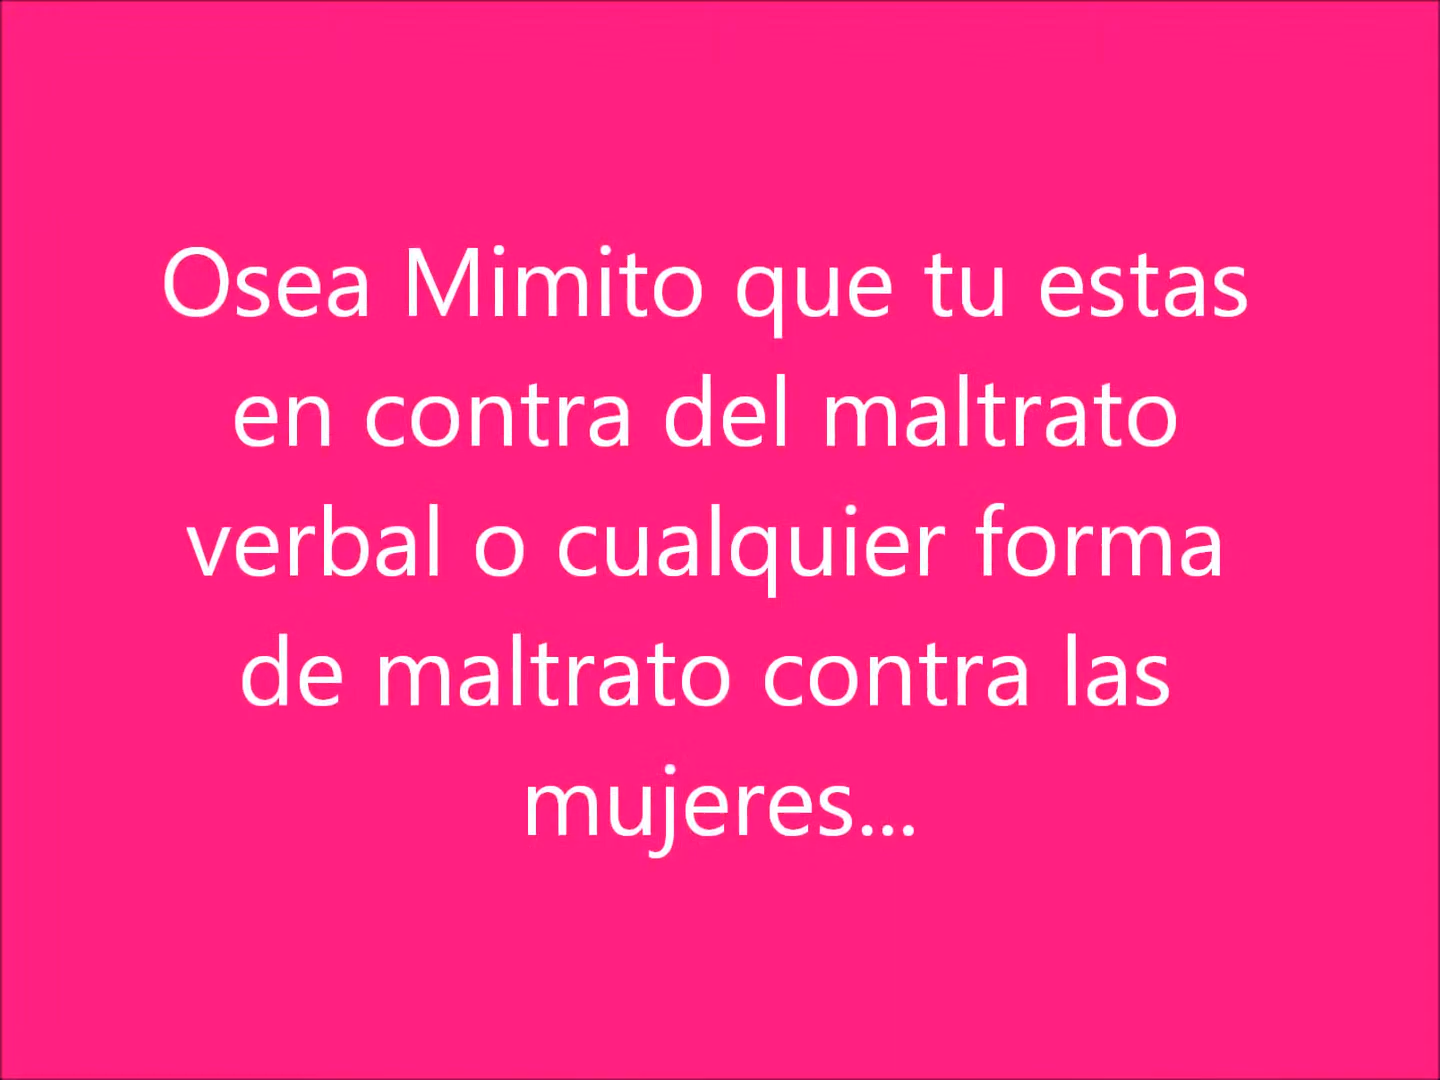 Osea Mimito que tu estas
en contra del maltrato
verbal o cualquier forma
de maltrato contra las
mujeres...